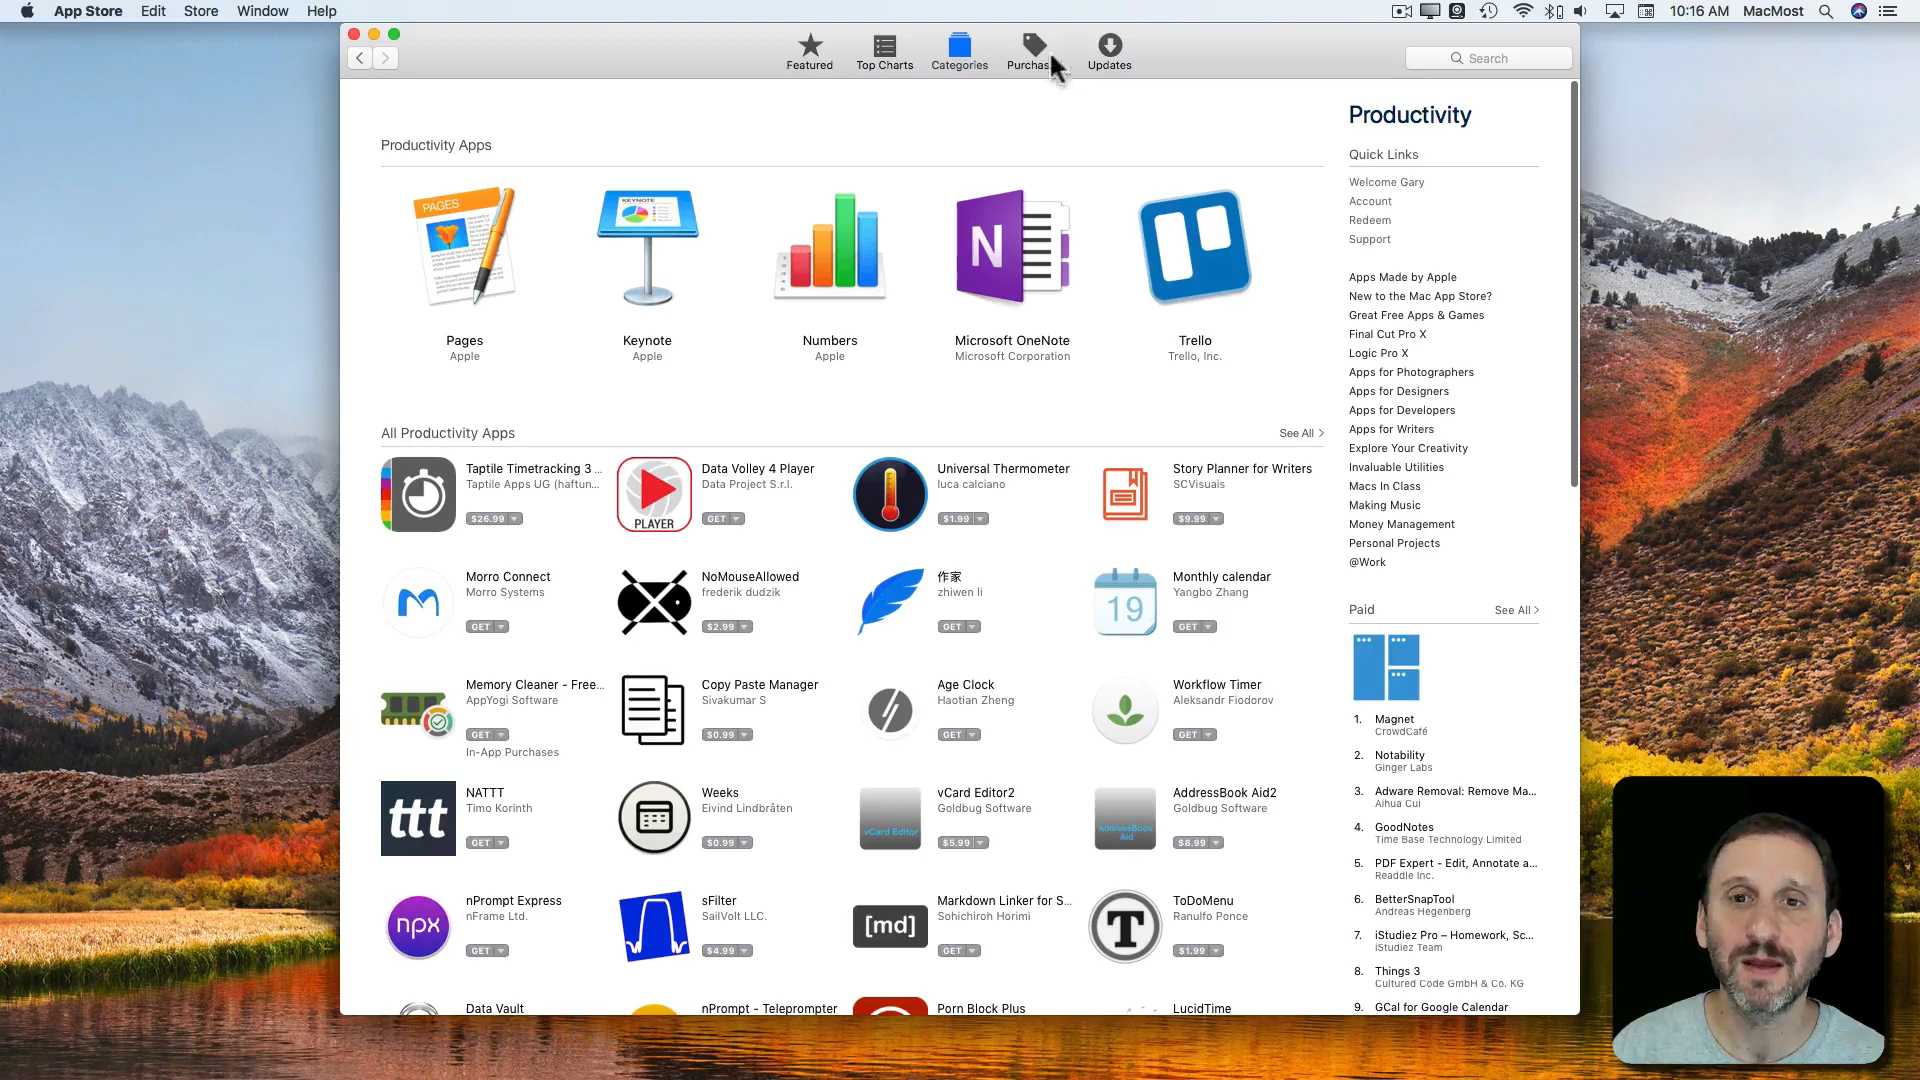 App Store Edit Store Window Help
10:16 AM MacMost
Featured
Top Charts
Categories
Updates
Search
Productivity Apps
PAGES
KEYNOTE
N
Pages
Apple
Keynote
Apple
Numbers
Apple
Microsoft OneNote
Microsoft Corporation
Trello
Trello, Inc.
All Productivity Apps
See All >
Taptile Timetracking 3 ...
Taptile Apps UG (haftun...
$26.99
PLAYER
Data Volley 4 Player
Data Project S.r.l.
GET
Universal Thermometer
luca calciano
$1.99
Story Planner for Writers
SCVisuals
$9.99
Morro Connect
Morro Systems
GET
NoMouseAllowed
frederik dudzik
$2.99
作家
zhiwen li
GET
19
Monthly calendar
Yangbo Zhang
GET
Memory Cleaner - Free...
AppYogi Software
GET
In-App Purchases
Copy Paste Manager
Sivakumar S
$0.99
Age Clock
Haotian Zheng
GET
Workflow Timer
Aleksandr Fiodorov
GET
ttt
NATTT
Timo Korinth
GET
Weeks
Eivind Lindbråten
$0.99
vCard Editor
vCard Editor2
Goldbug Software
$5.99
AddressBook
Aid
AddressBook Aid2
Goldbug Software
$8.99
npx
nPrompt Express
nFrame Ltd.
GET
sFilter
SailVolt LLC.
$4.99
[md]
Markdown Linker for S...
Sohichiroh Horimi
GET
T
ToDoMenu
Ranulfo Ponce
$1.99
Data Vault
nPrompt - Teleprompter
Porn Block Plus
LucidTime
Productivity
Quick Links
Welcome Gary
Account
Redeem
Support
Apps Made by Apple
New to the Mac App Store?
Great Free Apps & Games
Final Cut Pro X
Logic Pro X
Apps for Photographers
Apps for Designers
Apps for Developers
Apps for Writers
Explore Your Creativity
Invaluable Utilities
Macs In Class
Making Music
Money Management
Personal Projects
@Work
Paid
See All >
1. Magnet
CrowdCafé
2. Notability
Ginger Labs
3. Adware Removal: Remove Ma...
Aihua Cui
4. GoodNotes
Time Base Technology Limited
5. PDF Expert - Edit, Annotate a...
Readdle Inc.
6. BetterSnapTool
Andreas Hegenberg
7. iStudiez Pro – Homework, Sc...
iStudiez Team
8. Things 3
Cultured Code GmbH & Co. KG
9. GCal for Google Calendar